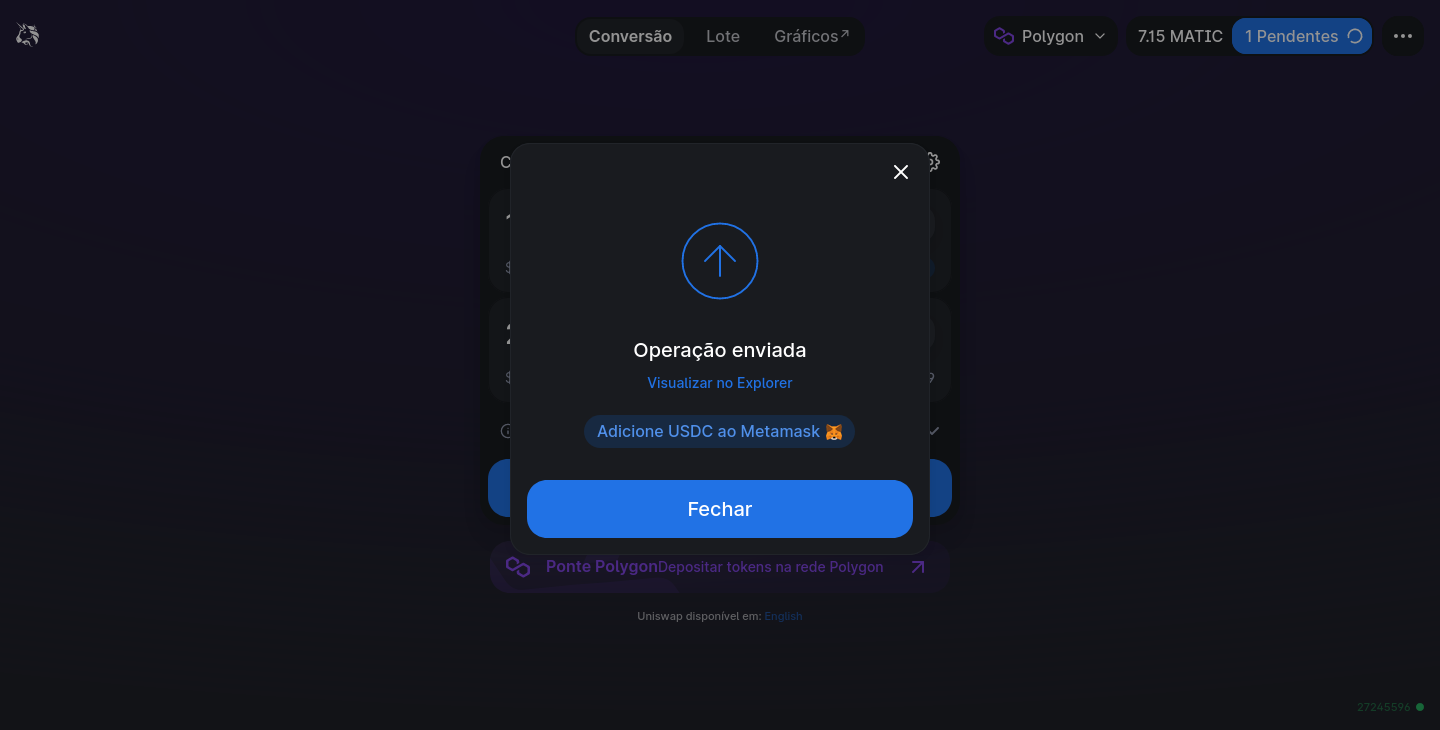 Conversão Lote Gráficos↗ Polygon 7.15 MATIC 1 Pendentes
Operação enviada
Visualizar no Explorer
Adicione USDC ao Metamask
Fechar
Ponte Polygon Depositar tokens na rede Polygon
Uniswap disponível em: English
27245596